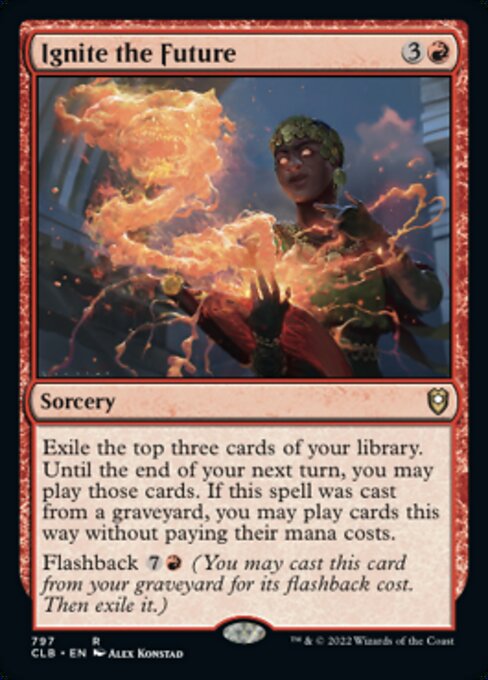 Ignite the Future 3
Sorcery
Exile the top three cards of your library.
Until the end of your next turn, you may
play those cards. If this spell was cast
from a graveyard, you may play cards this
way without paying their mana costs.
Flashback 7 (You may cast this card
from your graveyard for its flashback cost.
Then exile it.)
797 R
CLB • EN ALEX KONSTAD
™ & © 2022 Wizards of the Coast